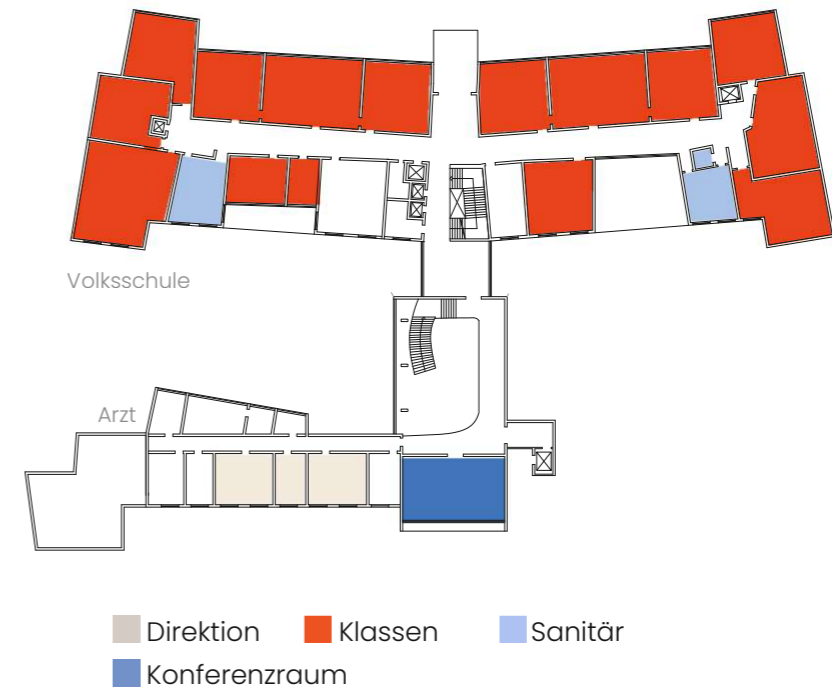 Volksschule
Arzt
Direktion
Klassen
Sanitär
Konferenzraum